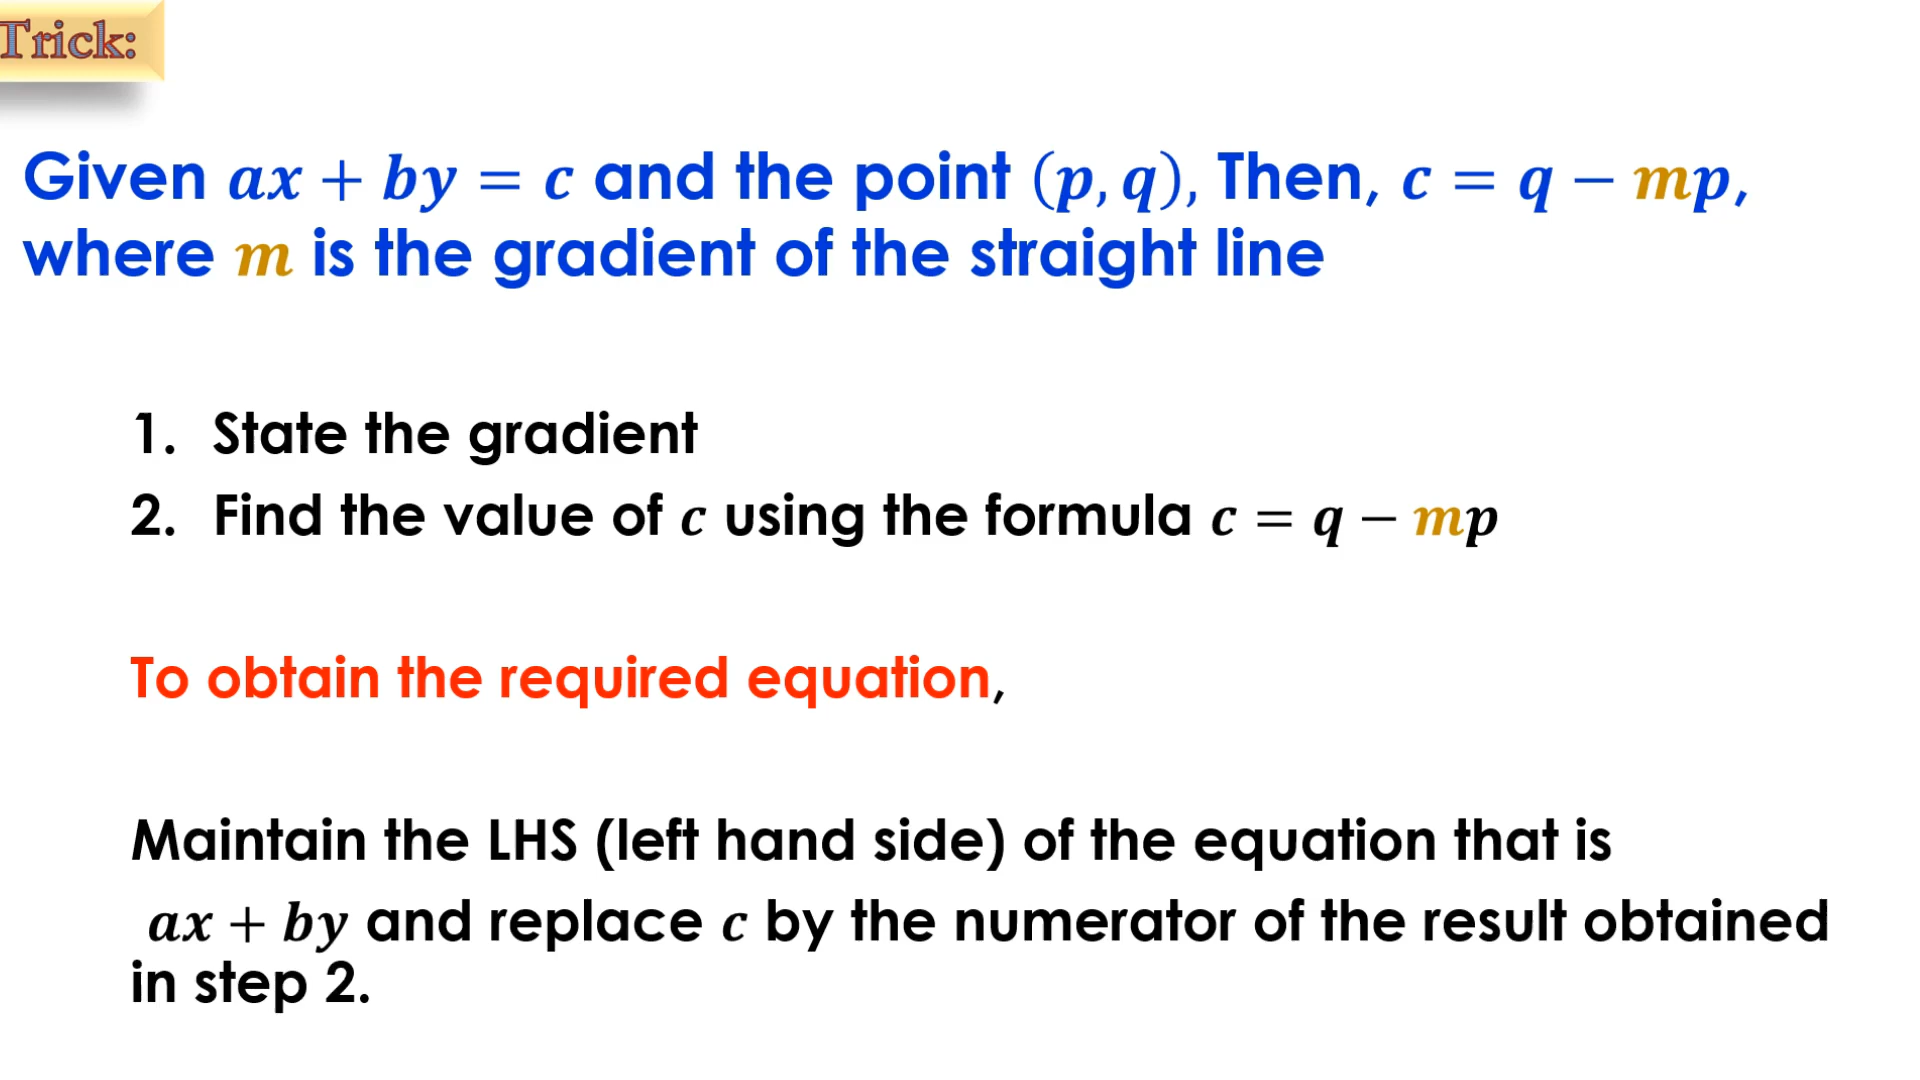 Trick:
Given ax + by = c and the point (p, q), Then, c = q − mp,
where m is the gradient of the straight line
1. State the gradient
2. Find the value of c using the formula c = q − mp
To obtain the required equation,
Maintain the LHS (left hand side) of the equation that is
ax + by and replace c by the numerator of the result obtained
in step 2.